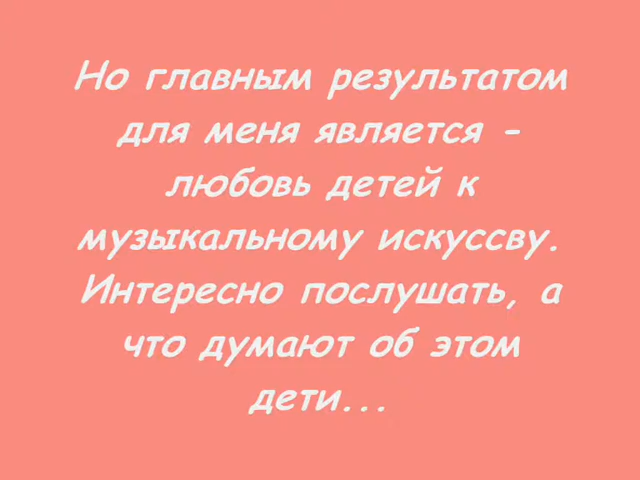 Но главным результатом
для меня является -
любовь детей к
музыкальному искуссву.
Интересно послушать, а
что думают об этом
дети...